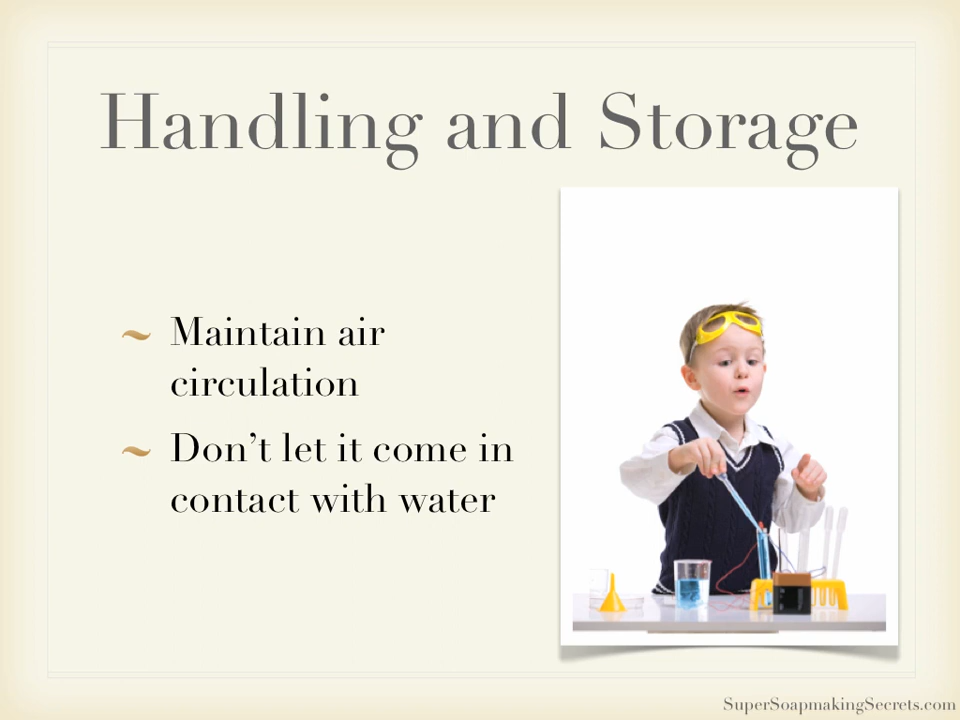 Handling and Storage
~ Maintain air
circulation
~ Don’t let it come in
contact with water
SuperSoapmakingSecrets.com